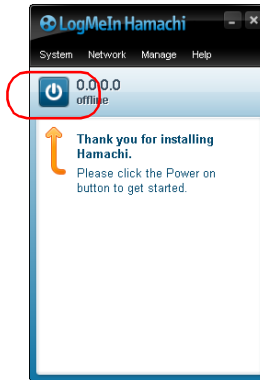 LogMeIn Hamachi
System Network Manage Help
0.0.0.0
offline
Thank you for installing
Hamachi.
Please click the Power on
button to get started.